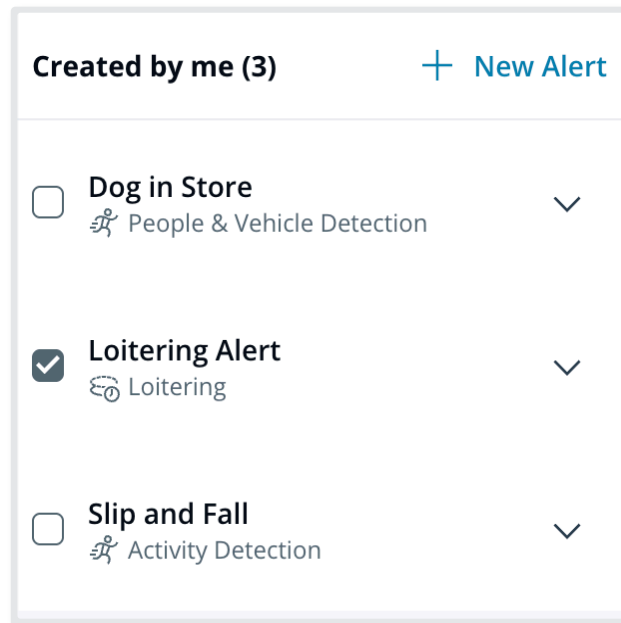 Created by me (3)
New Alert
Dog in Store
People & Vehicle Detection
Loitering Alert
Loitering
Slip and Fall
Activity Detection